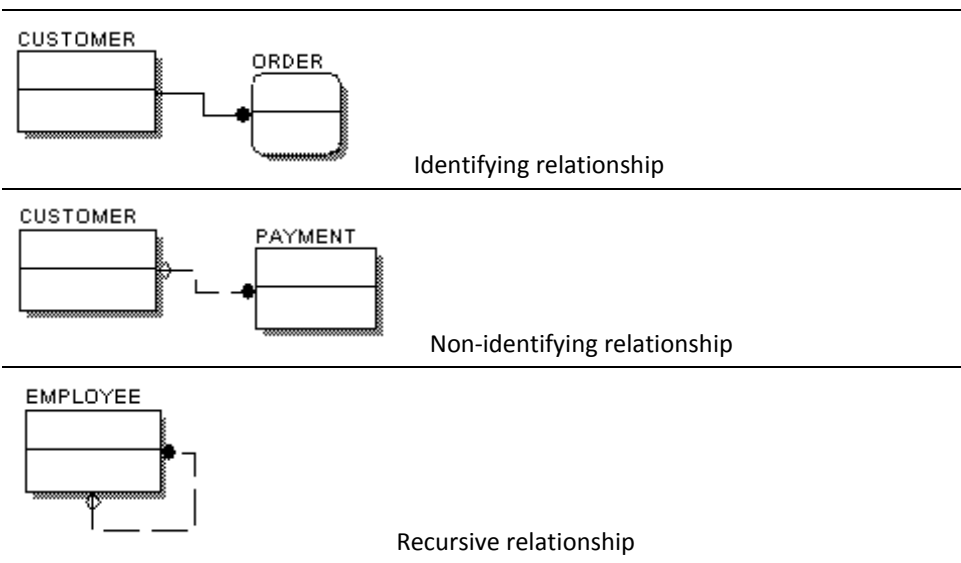 CUSTOMER
ORDER
Identifying relationship
CUSTOMER
PAYMENT
Non-identifying relationship
EMPLOYEE
Recursive relationship